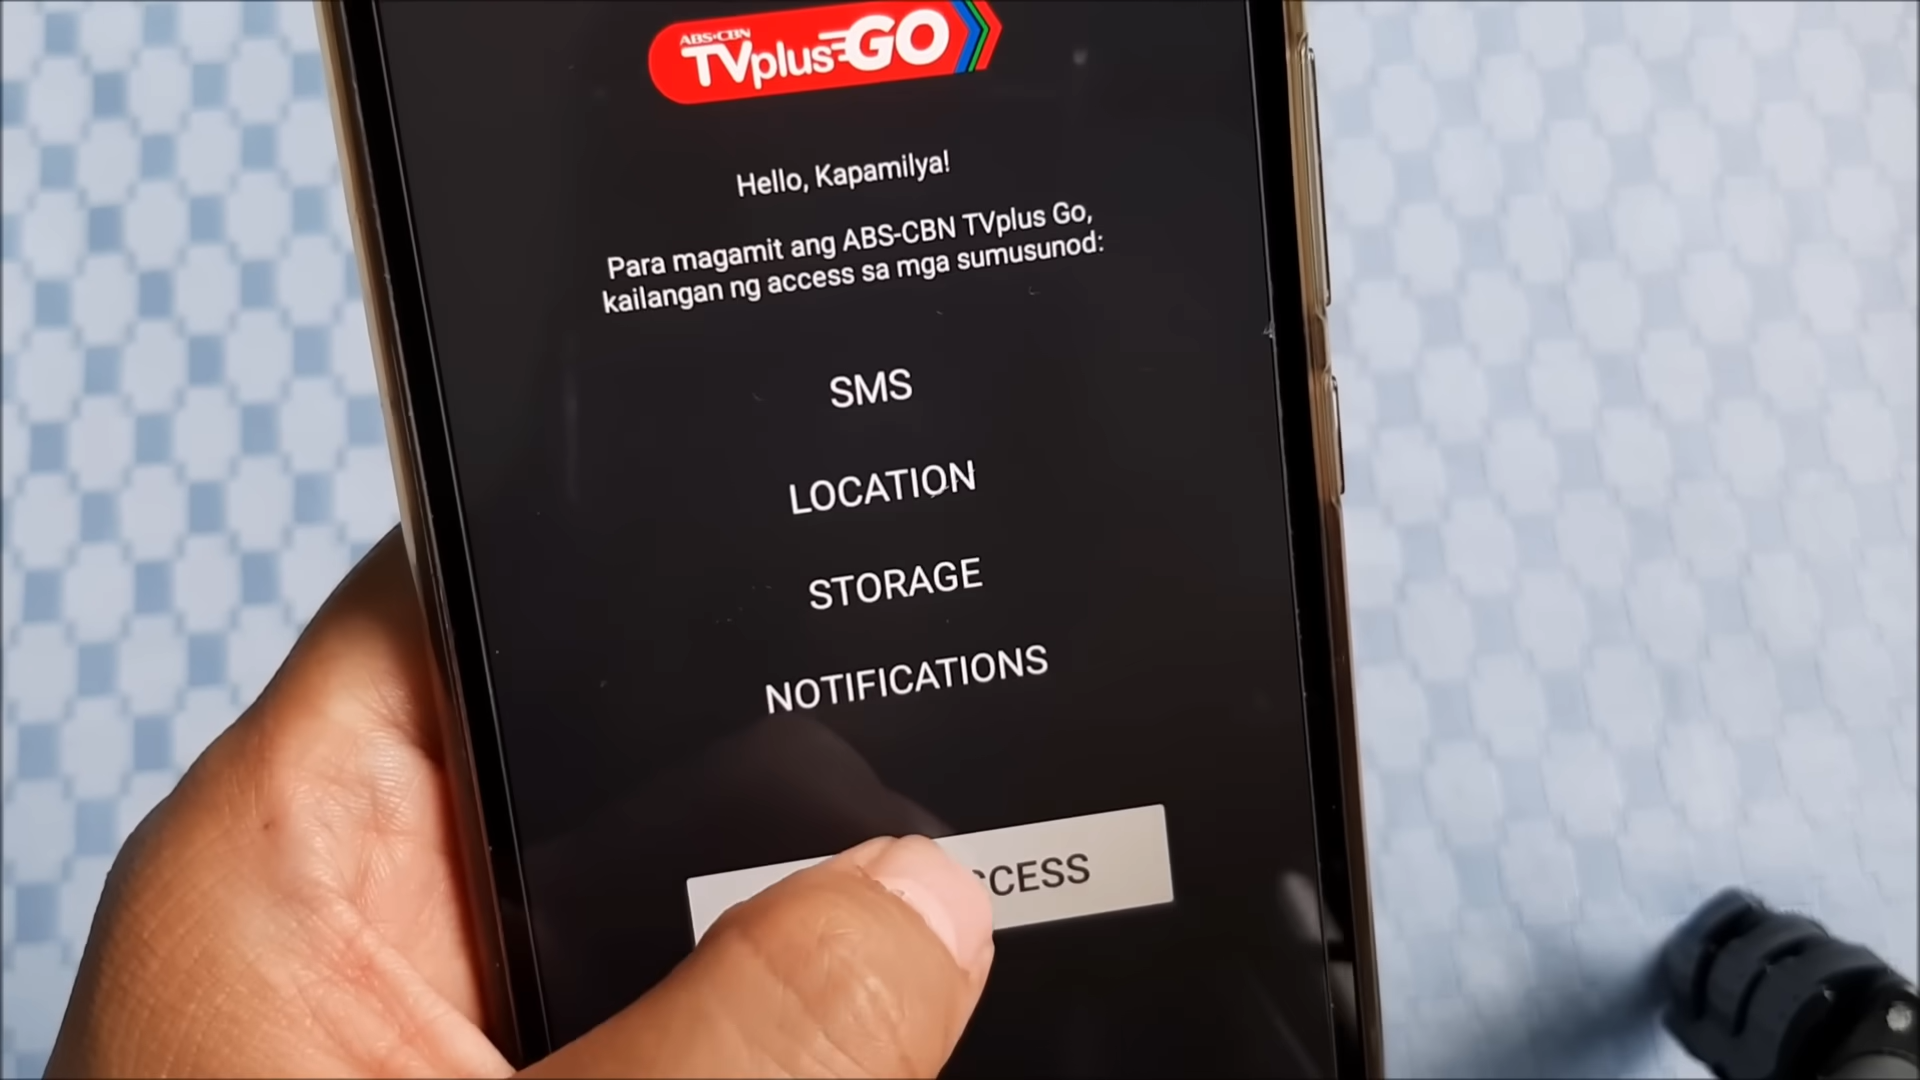 ABS-CBN
TVplus GO
Hello, Kapamilya!
Para magamit ang ABS-CBN TVplus Go,
kailangan ng access sa mga sumusunod:
SMS
LOCATION
STORAGE
NOTIFICATIONS